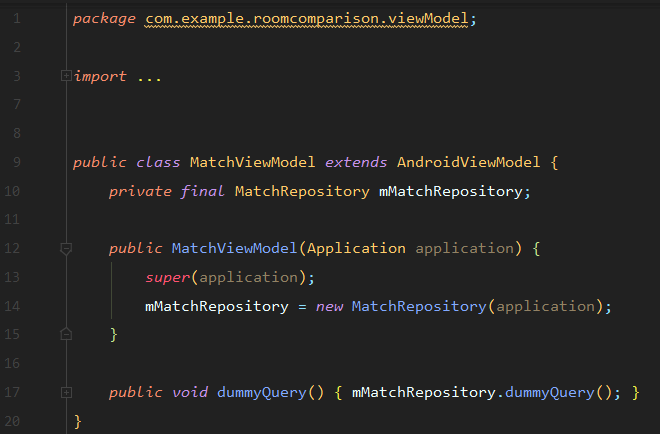 1 package com.example.roomcomparison.viewModel;
2
3 import ...
7
8
9 public class MatchViewModel extends AndroidViewModel {
10     private final MatchRepository mMatchRepository;
11
12     public MatchViewModel(Application application) {
13         super(application);
14         mMatchRepository = new MatchRepository(application);
15     }
16
17     public void dummyQuery() { mMatchRepository.dummyQuery(); }
20 }